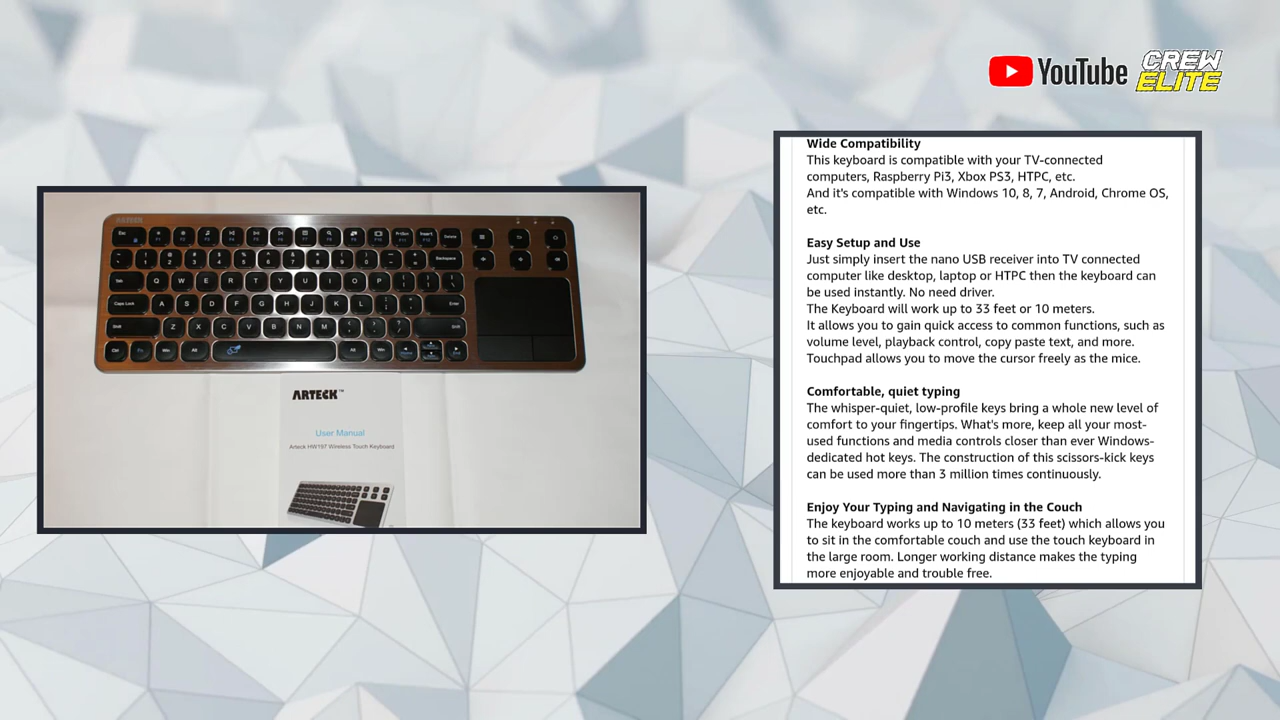 YouTube
CREW
ELITE
ARTECK
ARTECK™
User Manual
Arteck HW197 Wireless Touch Keyboard
Wide Compatibility
This keyboard is compatible with your TV-connected
computers, Raspberry Pi3, Xbox PS3, HTPC, etc.
And it's compatible with Windows 10, 8, 7, Android, Chrome OS,
etc.
Easy Setup and Use
Just simply insert the nano USB receiver into TV connected
computer like desktop, laptop or HTPC then the keyboard can
be used instantly. No need driver.
The Keyboard will work up to 33 feet or 10 meters.
It allows you to gain quick access to common functions, such as
volume level, playback control, copy paste text, and more.
Touchpad allows you to move the cursor freely as the mice.
Comfortable, quiet typing
The whisper-quiet, low-profile keys bring a whole new level of
comfort to your fingertips. What's more, keep all your most-
used functions and media controls closer than ever Windows-
dedicated hot keys. The construction of this scissors-kick keys
can be used more than 3 million times continuously.
Enjoy Your Typing and Navigating in the Couch
The keyboard works up to 10 meters (33 feet) which allows you
to sit in the comfortable couch and use the touch keyboard in
the large room. Longer working distance makes the typing
more enjoyable and trouble free.
Esc
Delete
Backspace
Tab Q W E R T Y U I O P
Caps Lock A S D F G H J K L Enter
Shift Z X C V B N M Shift
Ctrl Fn Win Alt Alt Win